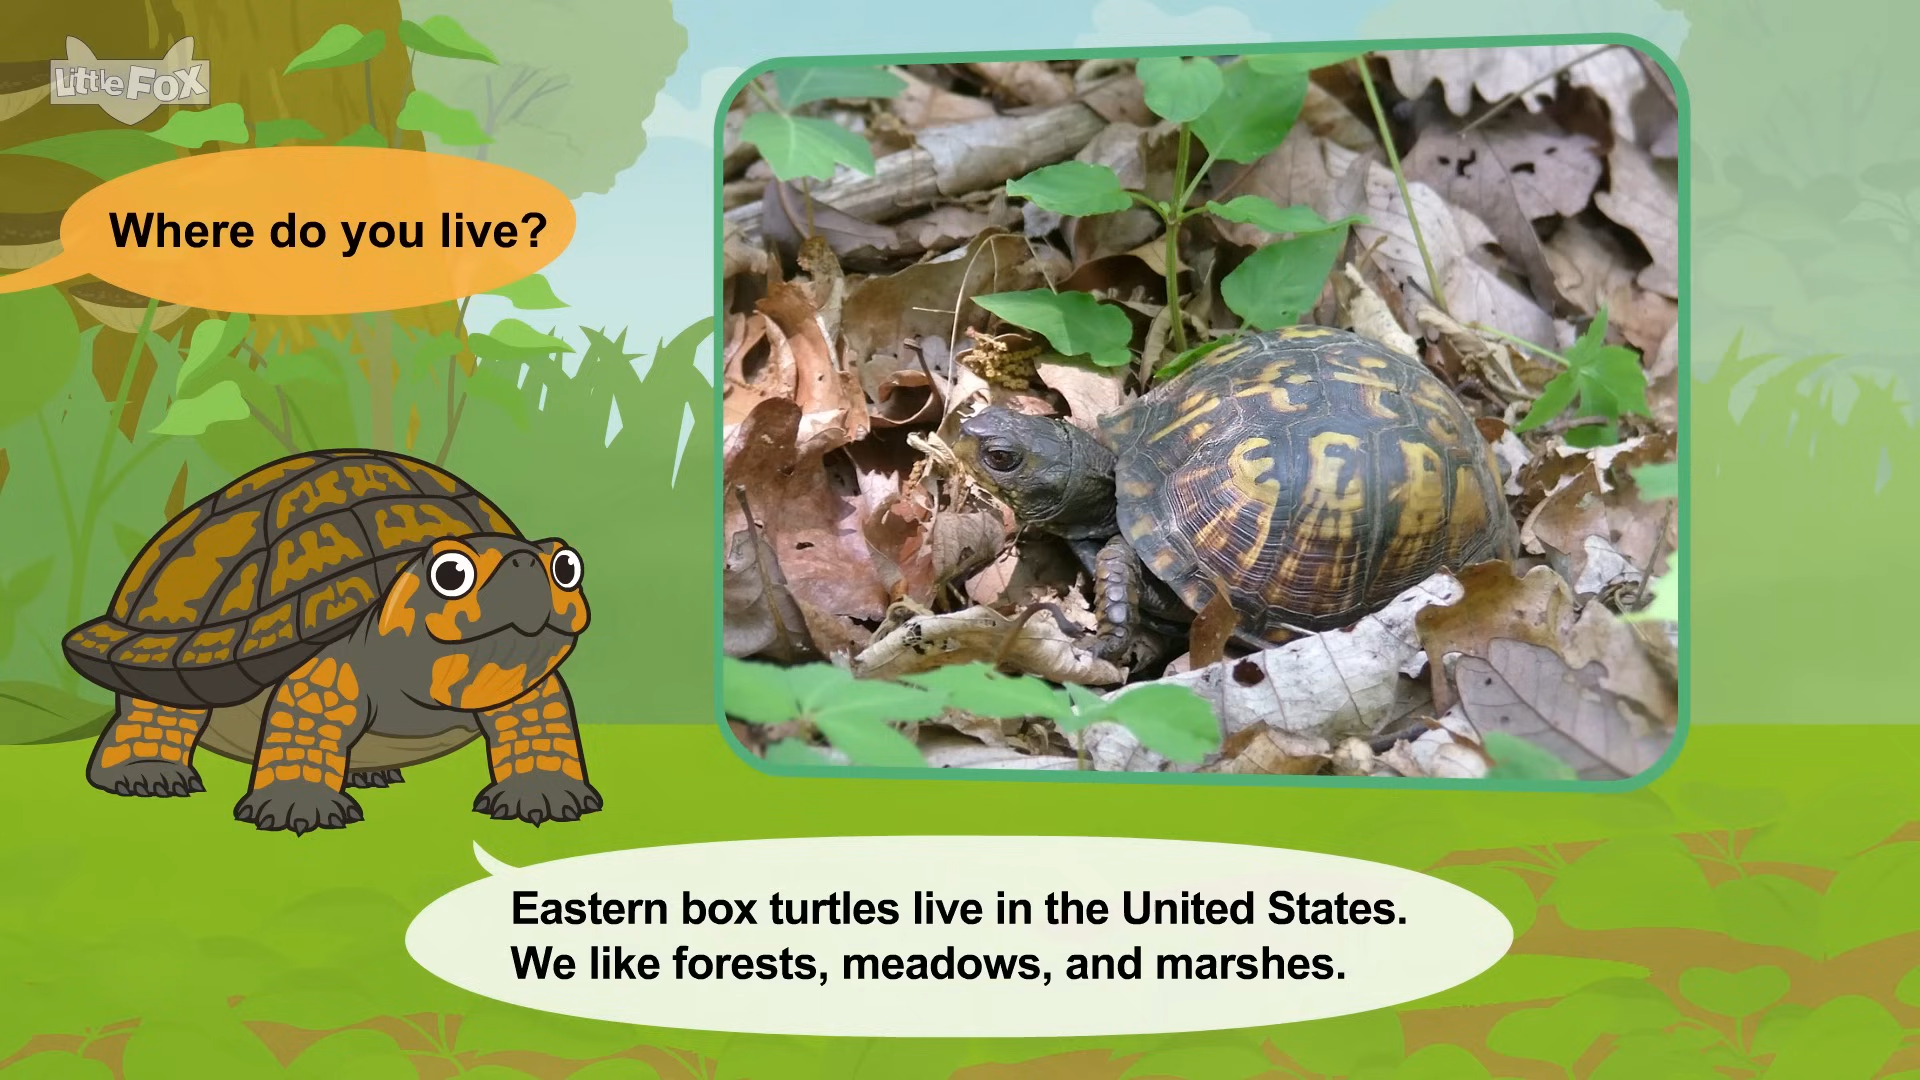 Little Fox
Where do you live?
Eastern box turtles live in the United States.
We like forests, meadows, and marshes.